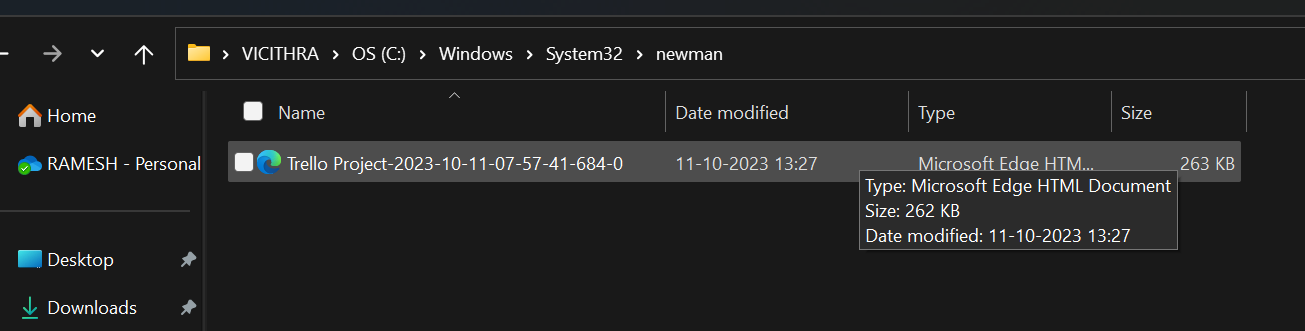 VICITHRA > OS (C:) > Windows > System32 > newman
Home
RAMESH - Personal
Desktop
Downloads
Name Date modified Type Size
Trello Project-2023-10-11-07-57-41-684-0 11-10-2023 13:27 Microsoft Edge HTM... 263 KB
Type: Microsoft Edge HTML Document
Size: 262 KB
Date modified: 11-10-2023 13:27